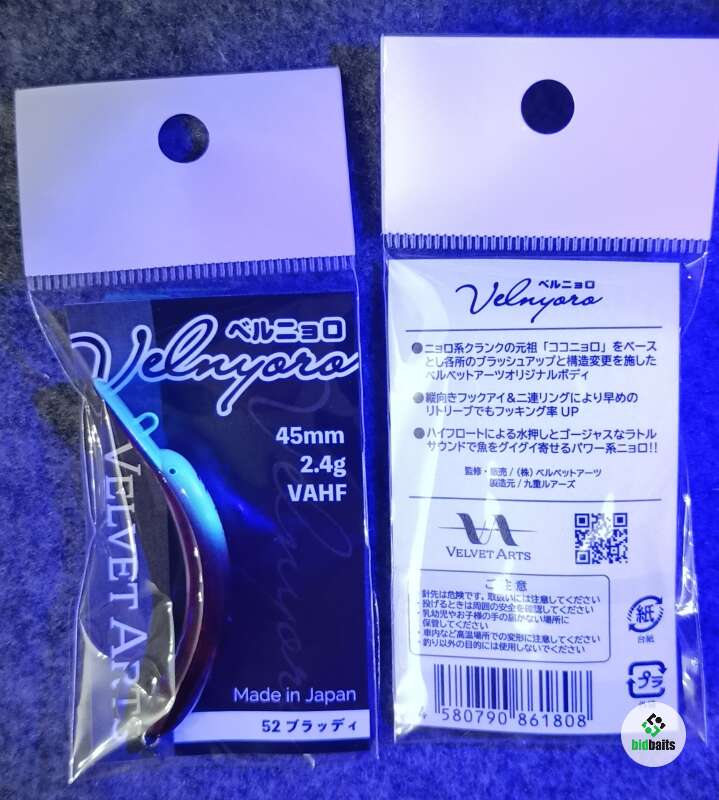 ベルニョロ
Velnyoro
45mm
2.4g
VAHF
VELVET ARTS
Made in Japan
52 ブラッディ
ベルニョロ
Velnyoro
●ニョロ系クランクの元祖「ココニョロ」をベース
とし各所のブラッシュアップと構造変更を施した
ベルベットアーツオリジナルボディ
●縦向きフックアイ&二連リングにより早めの
リトリーブでもフッキング率 UP
●ハイフロートによる水押しとゴージャスなラトル
サウンドで魚をグイグイ寄せるパワー系ニョロ!!
監修・販売 / (株) ベルベットアーツ
製造元 / 九重ルアーズ
VELVET ARTS
ご注意
・針先は危険です。取扱いには注意してください
・投げるときは周囲の安全を確認してください
・乳幼児やお子様の手の届かない場所に
保管してください
・車内など高温場所での変形に注意してください
・釣り以外の目的には使用しないでください
紙
台紙
プラ
4 580790 861808
bidbaits